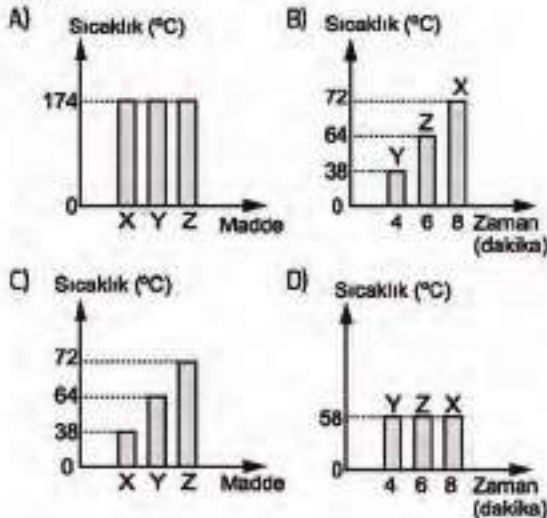 A)
Sıcaklık (°C)
174
0
X Y Z Madde
B)
Sıcaklık (°C)
72
64
38
0
Y Z X
4 6 8 Zaman
(dakika)
C)
Sıcaklık (°C)
72
64
38
0
X Y Z Madde
D)
Sıcaklık (°C)
58
0
Y Z X
4 6 8 Zaman
(dakika)